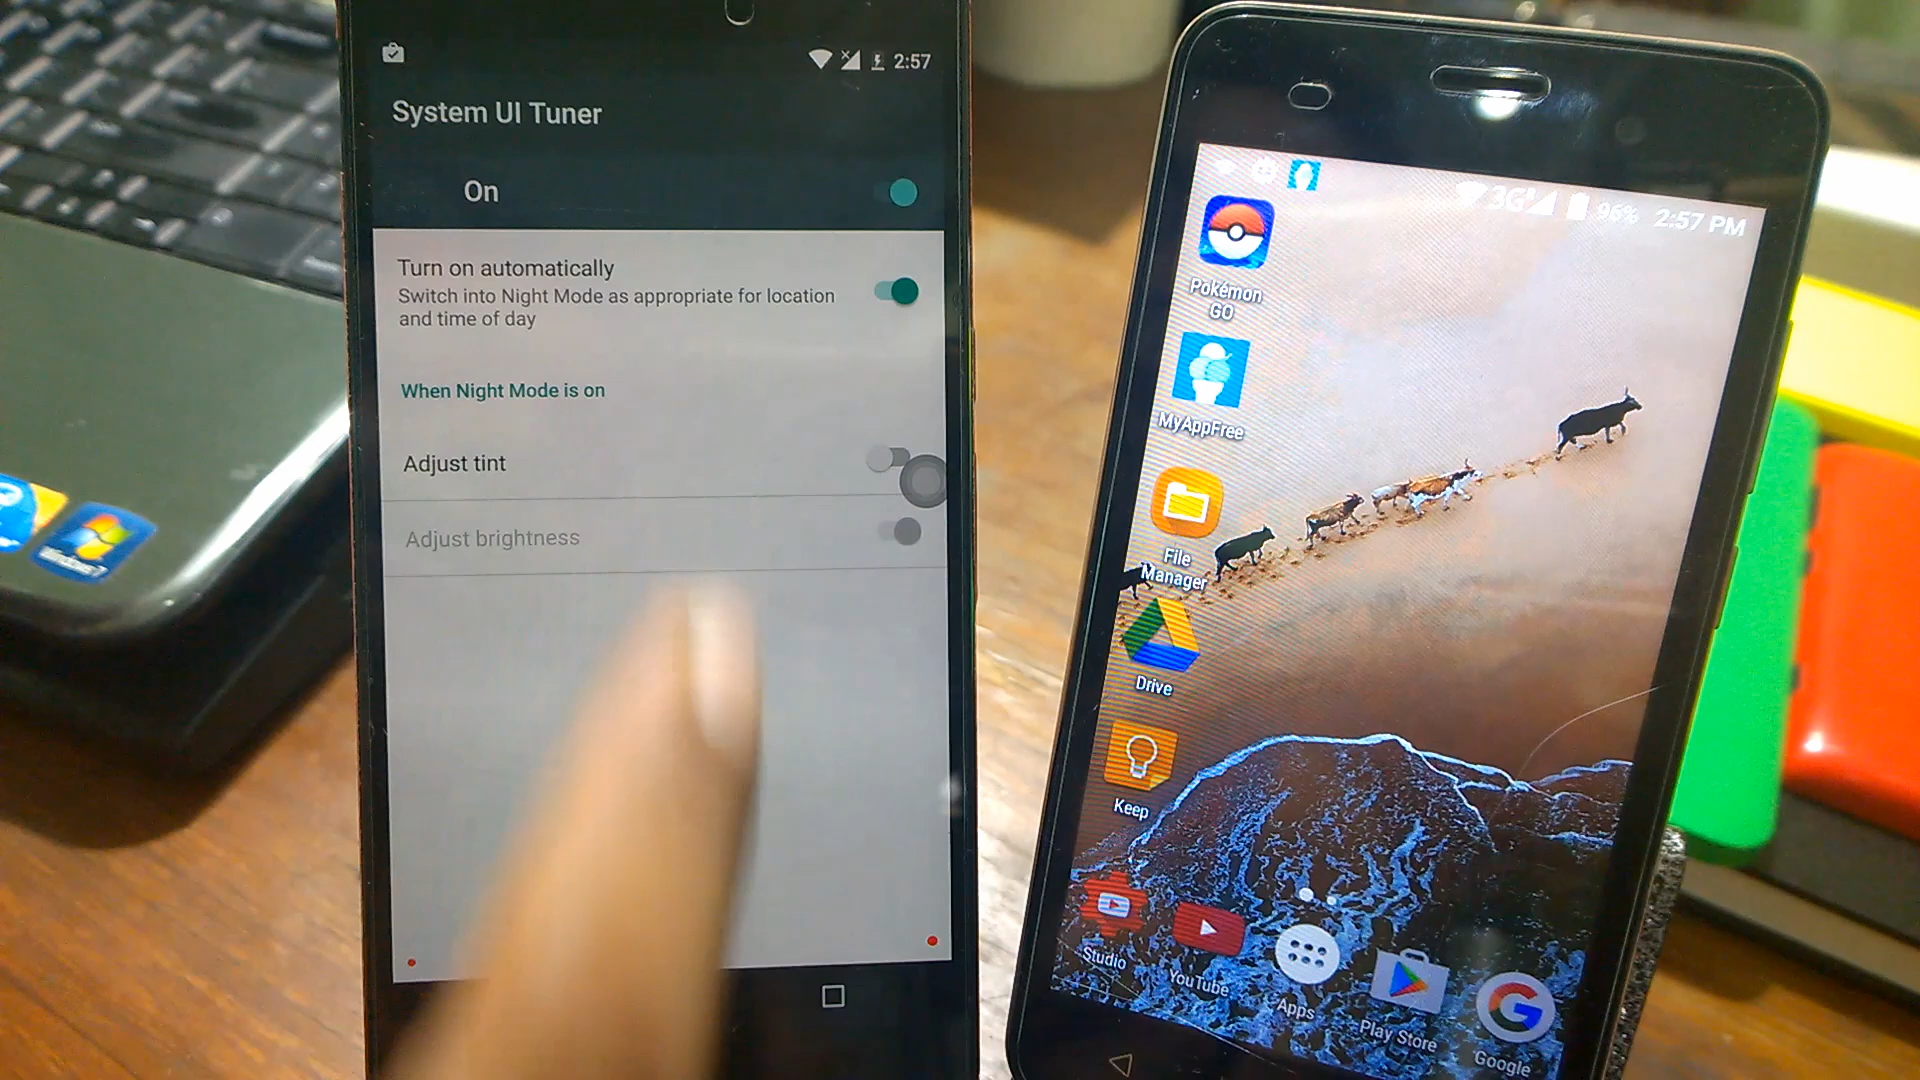 2:57
System UI Tuner
On
Turn on automatically
Switch into Night Mode as appropriate for location
and time of day
When Night Mode is on
Adjust tint
Adjust brightness
Windows 7
3G 96% 2:57 PM
Pokémon
GO
MyAppFree
File
Manager
Drive
Keep
Studio
YouTube
Apps
Play Store
Google